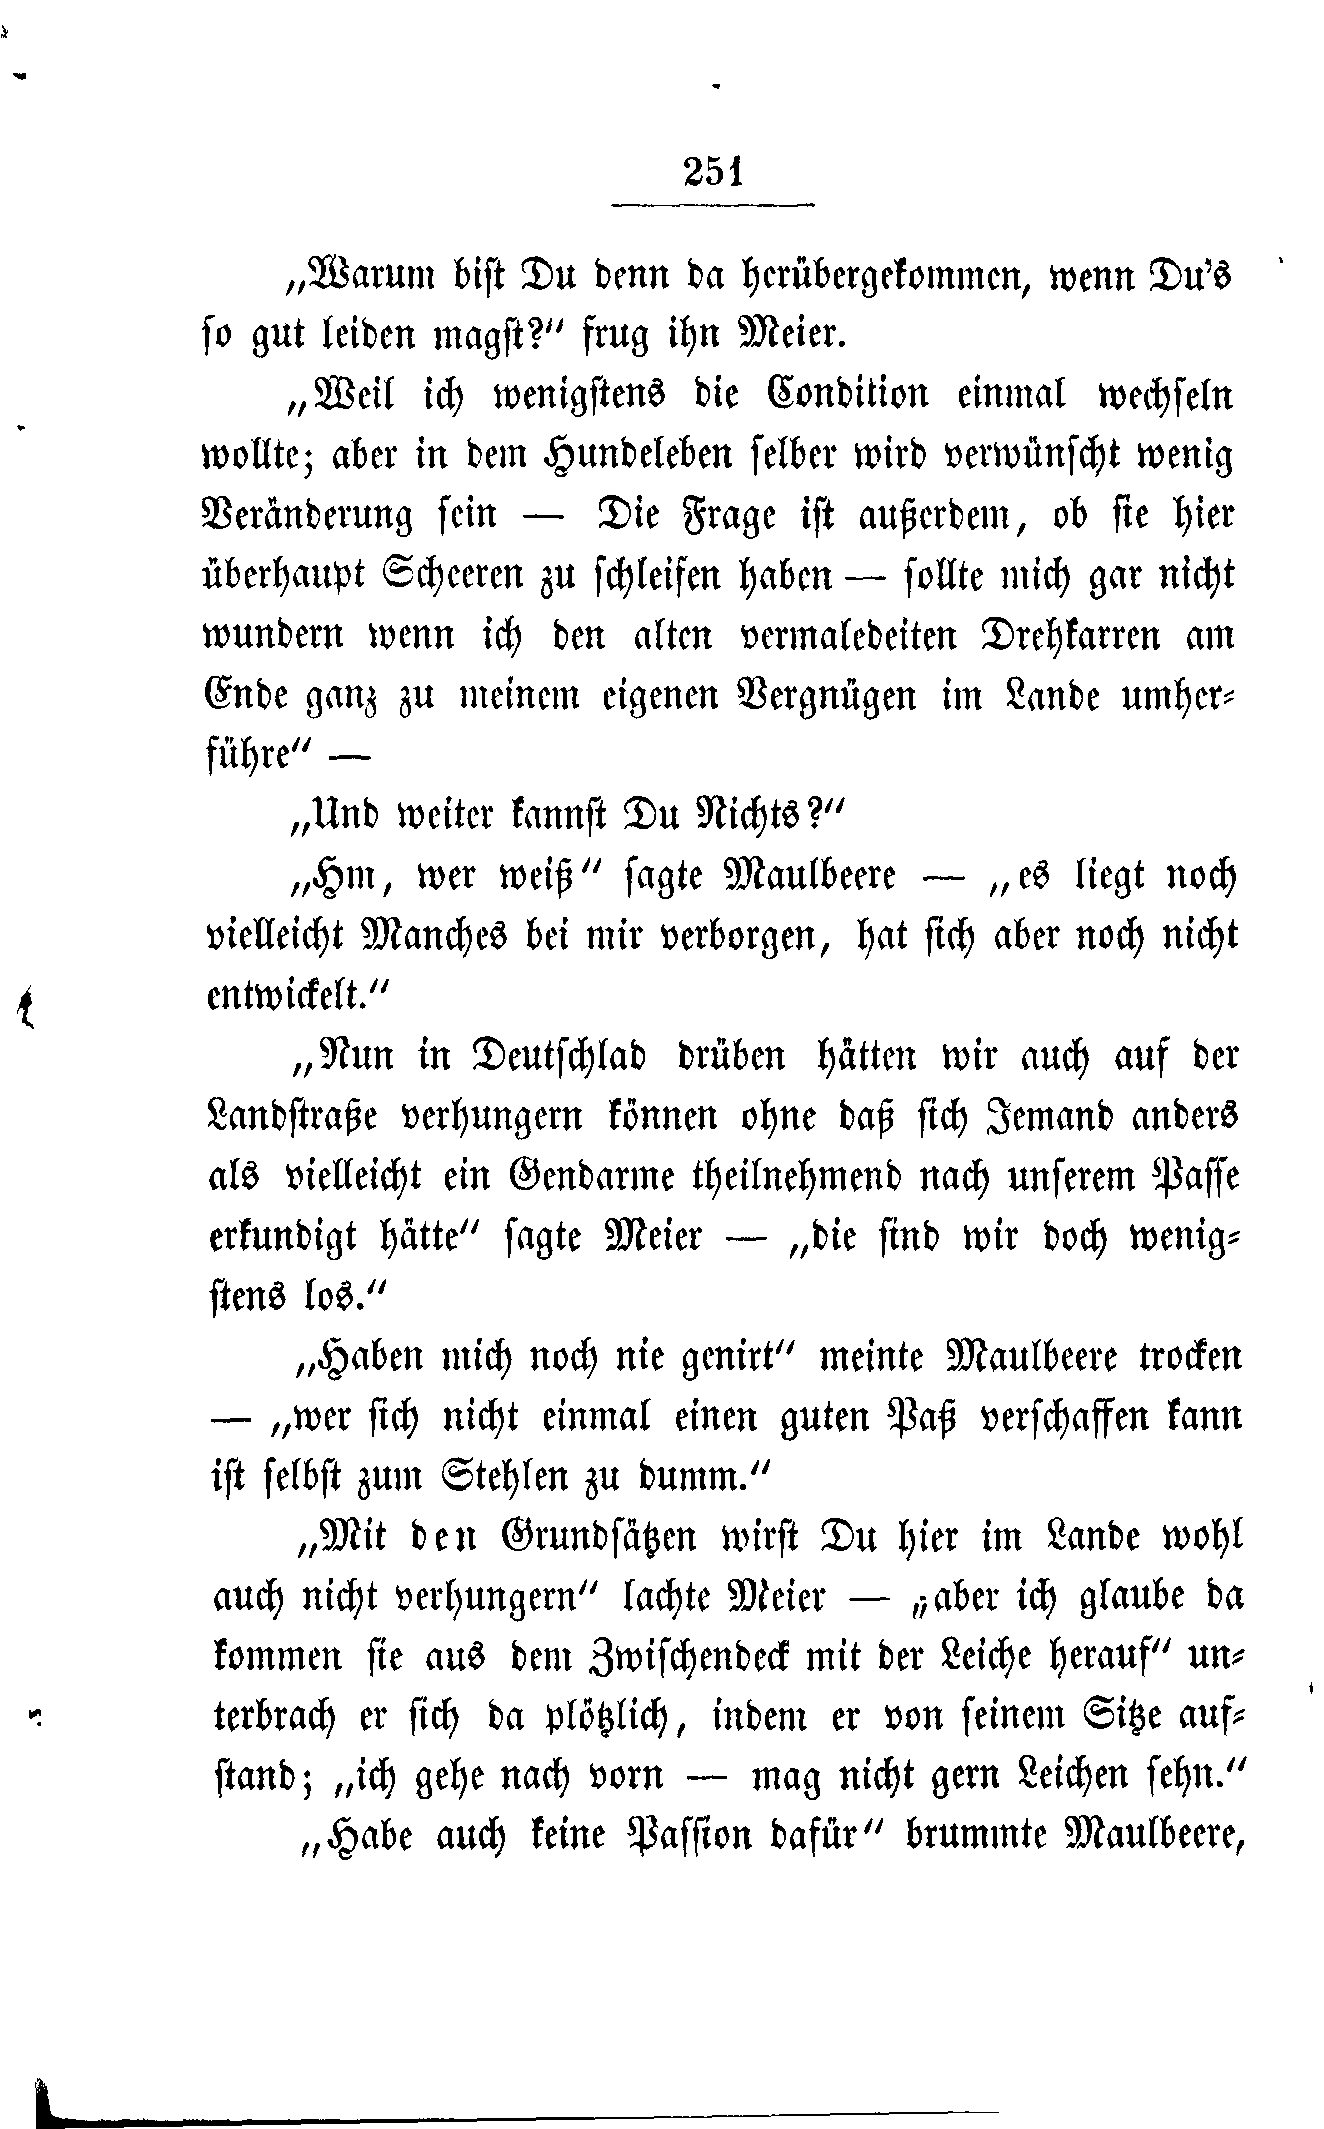 251
„Warum bist Du denn da herübergekommen, wenn Du's
so gut leiden magst?“ frug ihn Meier.
„Weil ich wenigstens die Condition einmal wechseln
wollte; aber in dem Hundeleben selber wird verwünscht wenig
Veränderung sein — Die Frage ist außerdem, ob sie hier
überhaupt Scheeren zu schleifen haben — sollte mich gar nicht
wundern wenn ich den alten vermaledeiten Drehkarren am
Ende ganz zu meinem eigenen Vergnügen im Lande umher-
führe“ —
„Und weiter kannst Du Nichts?“
„Hm, wer weiß“ sagte Maulbeere — „es liegt noch
vielleicht Manches bei mir verborgen, hat sich aber noch nicht
entwickelt.“
„Nun in Deutschlad drüben hätten wir auch auf der
Landstraße verhungern können ohne daß sich Jemand anders
als vielleicht ein Gendarme theilnehmend nach unserem Passe
erkundigt hätte“ sagte Meier — „die sind wir doch wenig-
stens los.“
„Haben mich noch nie genirt“ meinte Maulbeere trocken
— „wer sich nicht einmal einen guten Paß verschaffen kann
ist selbst zum Stehlen zu dumm.“
„Mit den Grundsätzen wirst Du hier im Lande wohl
auch nicht verhungern“ lachte Meier — „aber ich glaube da
kommen sie aus dem Zwischendeck mit der Leiche herauf“ un-
terbrach er sich da plötzlich, indem er von seinem Sitze auf-
stand; „ich gehe nach vorn — mag nicht gern Leichen sehn.“
„Habe auch keine Passion dafür“ brummte Maulbeere,